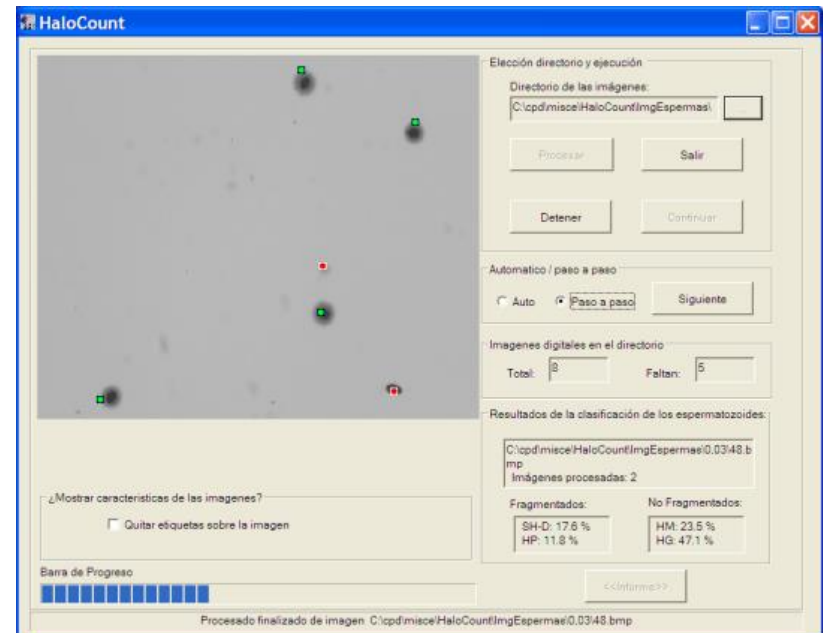 HaloCount
Elección directorio y ejecución
Directorio de las imágenes:
C:\cpd\misce\HaloCount\ImgEspermas\
...
Procesar
Salir
Detener
Continuar
Automatico / paso a paso
Auto
Paso a paso
Siguiente
Imagenes digitales en el directorio
Total: 8
Faltan: 5
Resultados de la clasificación de los espermatozoides:
C:\cpd\misce\HaloCount\ImgEspermas\0.03\48.b
mp
Imágenes procesadas: 2
Fragmentados:
No Fragmentados:
SH-D: 17.6 %
HP: 11.8 %
HM: 23.5 %
HG: 47.1 %
¿Mostrar caracteristicas de las imagenes?
Quitar etiquetas sobre la imagen
Barra de Progreso
<<Informe>>
Procesado finalizado de imagen C:\cpd\misce\HaloCount\ImgEspermas\0.03\48.bmp